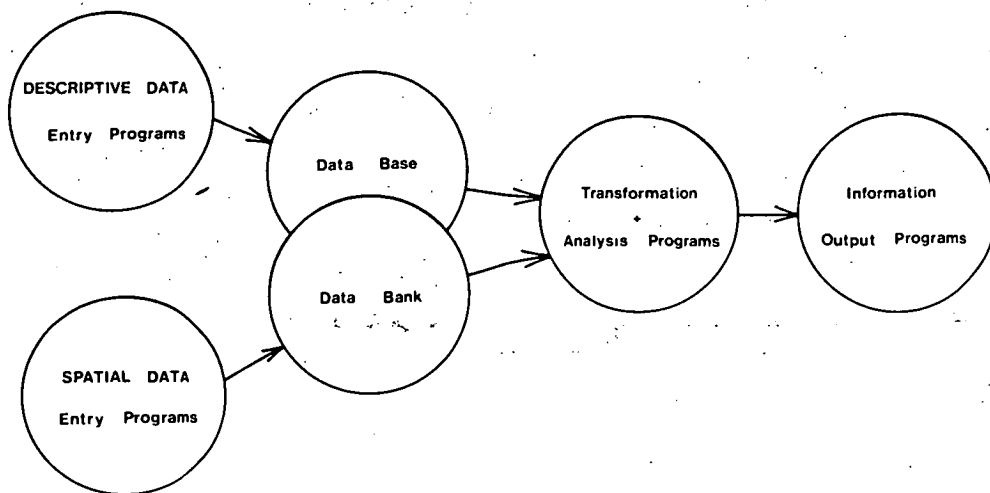 DESCRIPTIVE DATA
Entry Programs
Data Base
Data Bank
SPATIAL DATA
Entry Programs
Transformation
+
Analysis Programs
Information
Output Programs